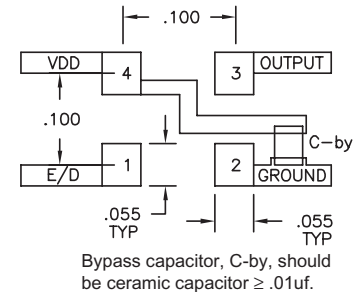 .100
VDD 4 3 OUTPUT
.100
C-by
E/D 1 2 GROUND
.055 .055
TYP TYP
Bypass capacitor, C-by, should
be ceramic capacitor ≥ .01uf.